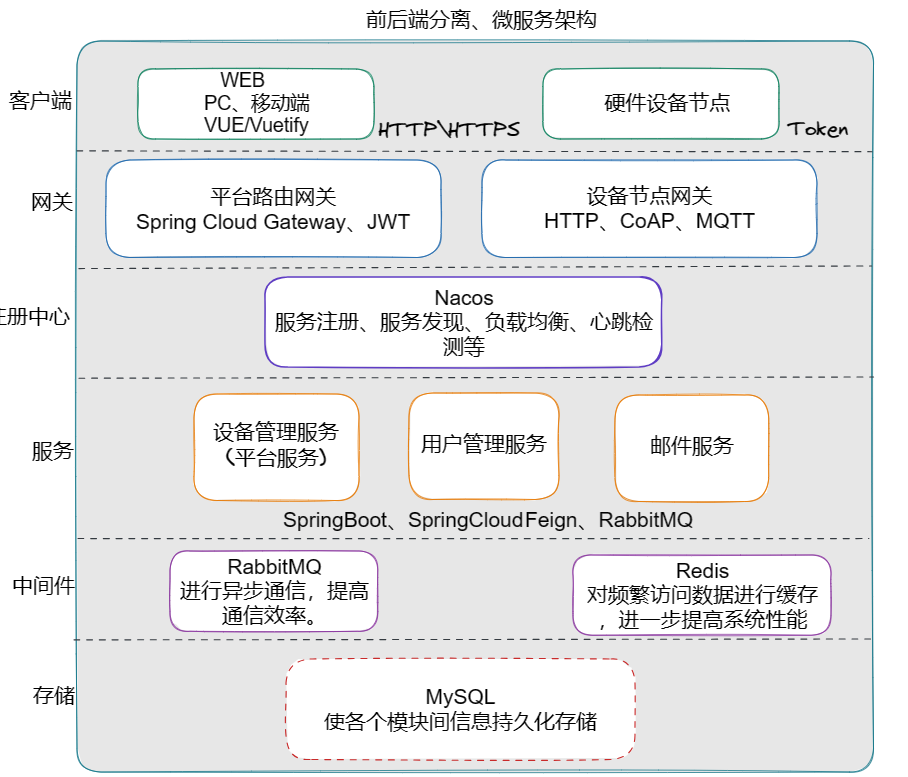 前后端分离、微服务架构
客户端
WEB
PC、移动端
VUE/Vuetify
HTTP\HTTPS
硬件设备节点
Token
网关
平台路由网关
Spring Cloud Gateway、JWT
设备节点网关
HTTP、CoAP、MQTT
册中心
Nacos
服务注册、服务发现、负载均衡、心跳检
测等
服务
设备管理服务
（平台服务）
用户管理服务
邮件服务
SpringBoot、SpringCloudFeign、RabbitMQ
中间件
RabbitMQ
进行异步通信，提高
通信效率。
Redis
对频繁访问数据进行缓存
，进一步提高系统性能
存储
MySQL
使各个模块间信息持久化存储